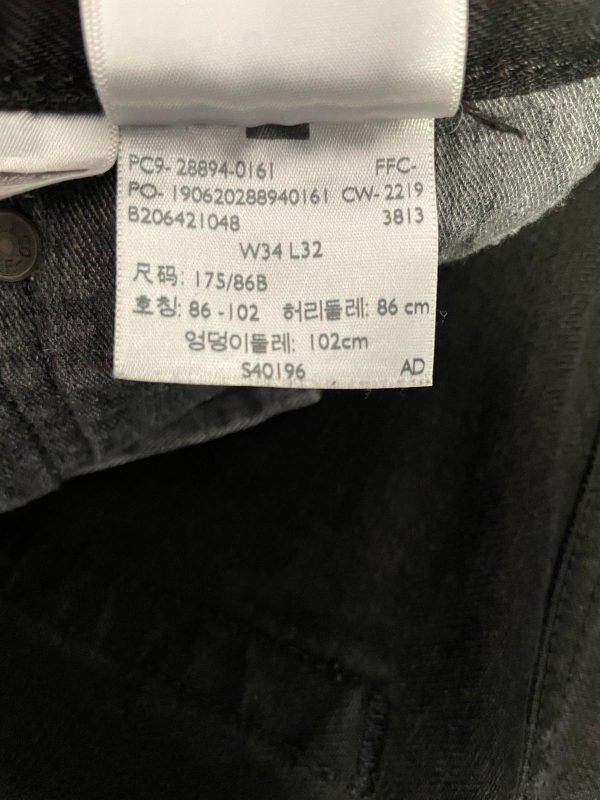 PC9- 28894-0161 FFC-
PO- 190620288940161 CW- 2219
B206421048 3813
W34 L32
尺码: 175/86B
호칭: 86 -102 허리둘레: 86 cm
엉덩이둘레: 102cm
S40196 AD